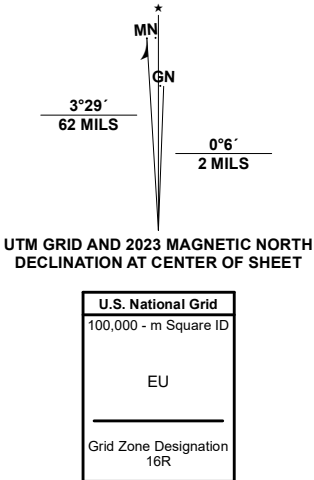 ★
MN
GN
3°29´
62 MILS
0°6´
2 MILS
UTM GRID AND 2023 MAGNETIC NORTH
DECLINATION AT CENTER OF SHEET
U.S. National Grid
100,000 - m Square ID
EU
Grid Zone Designation
16R